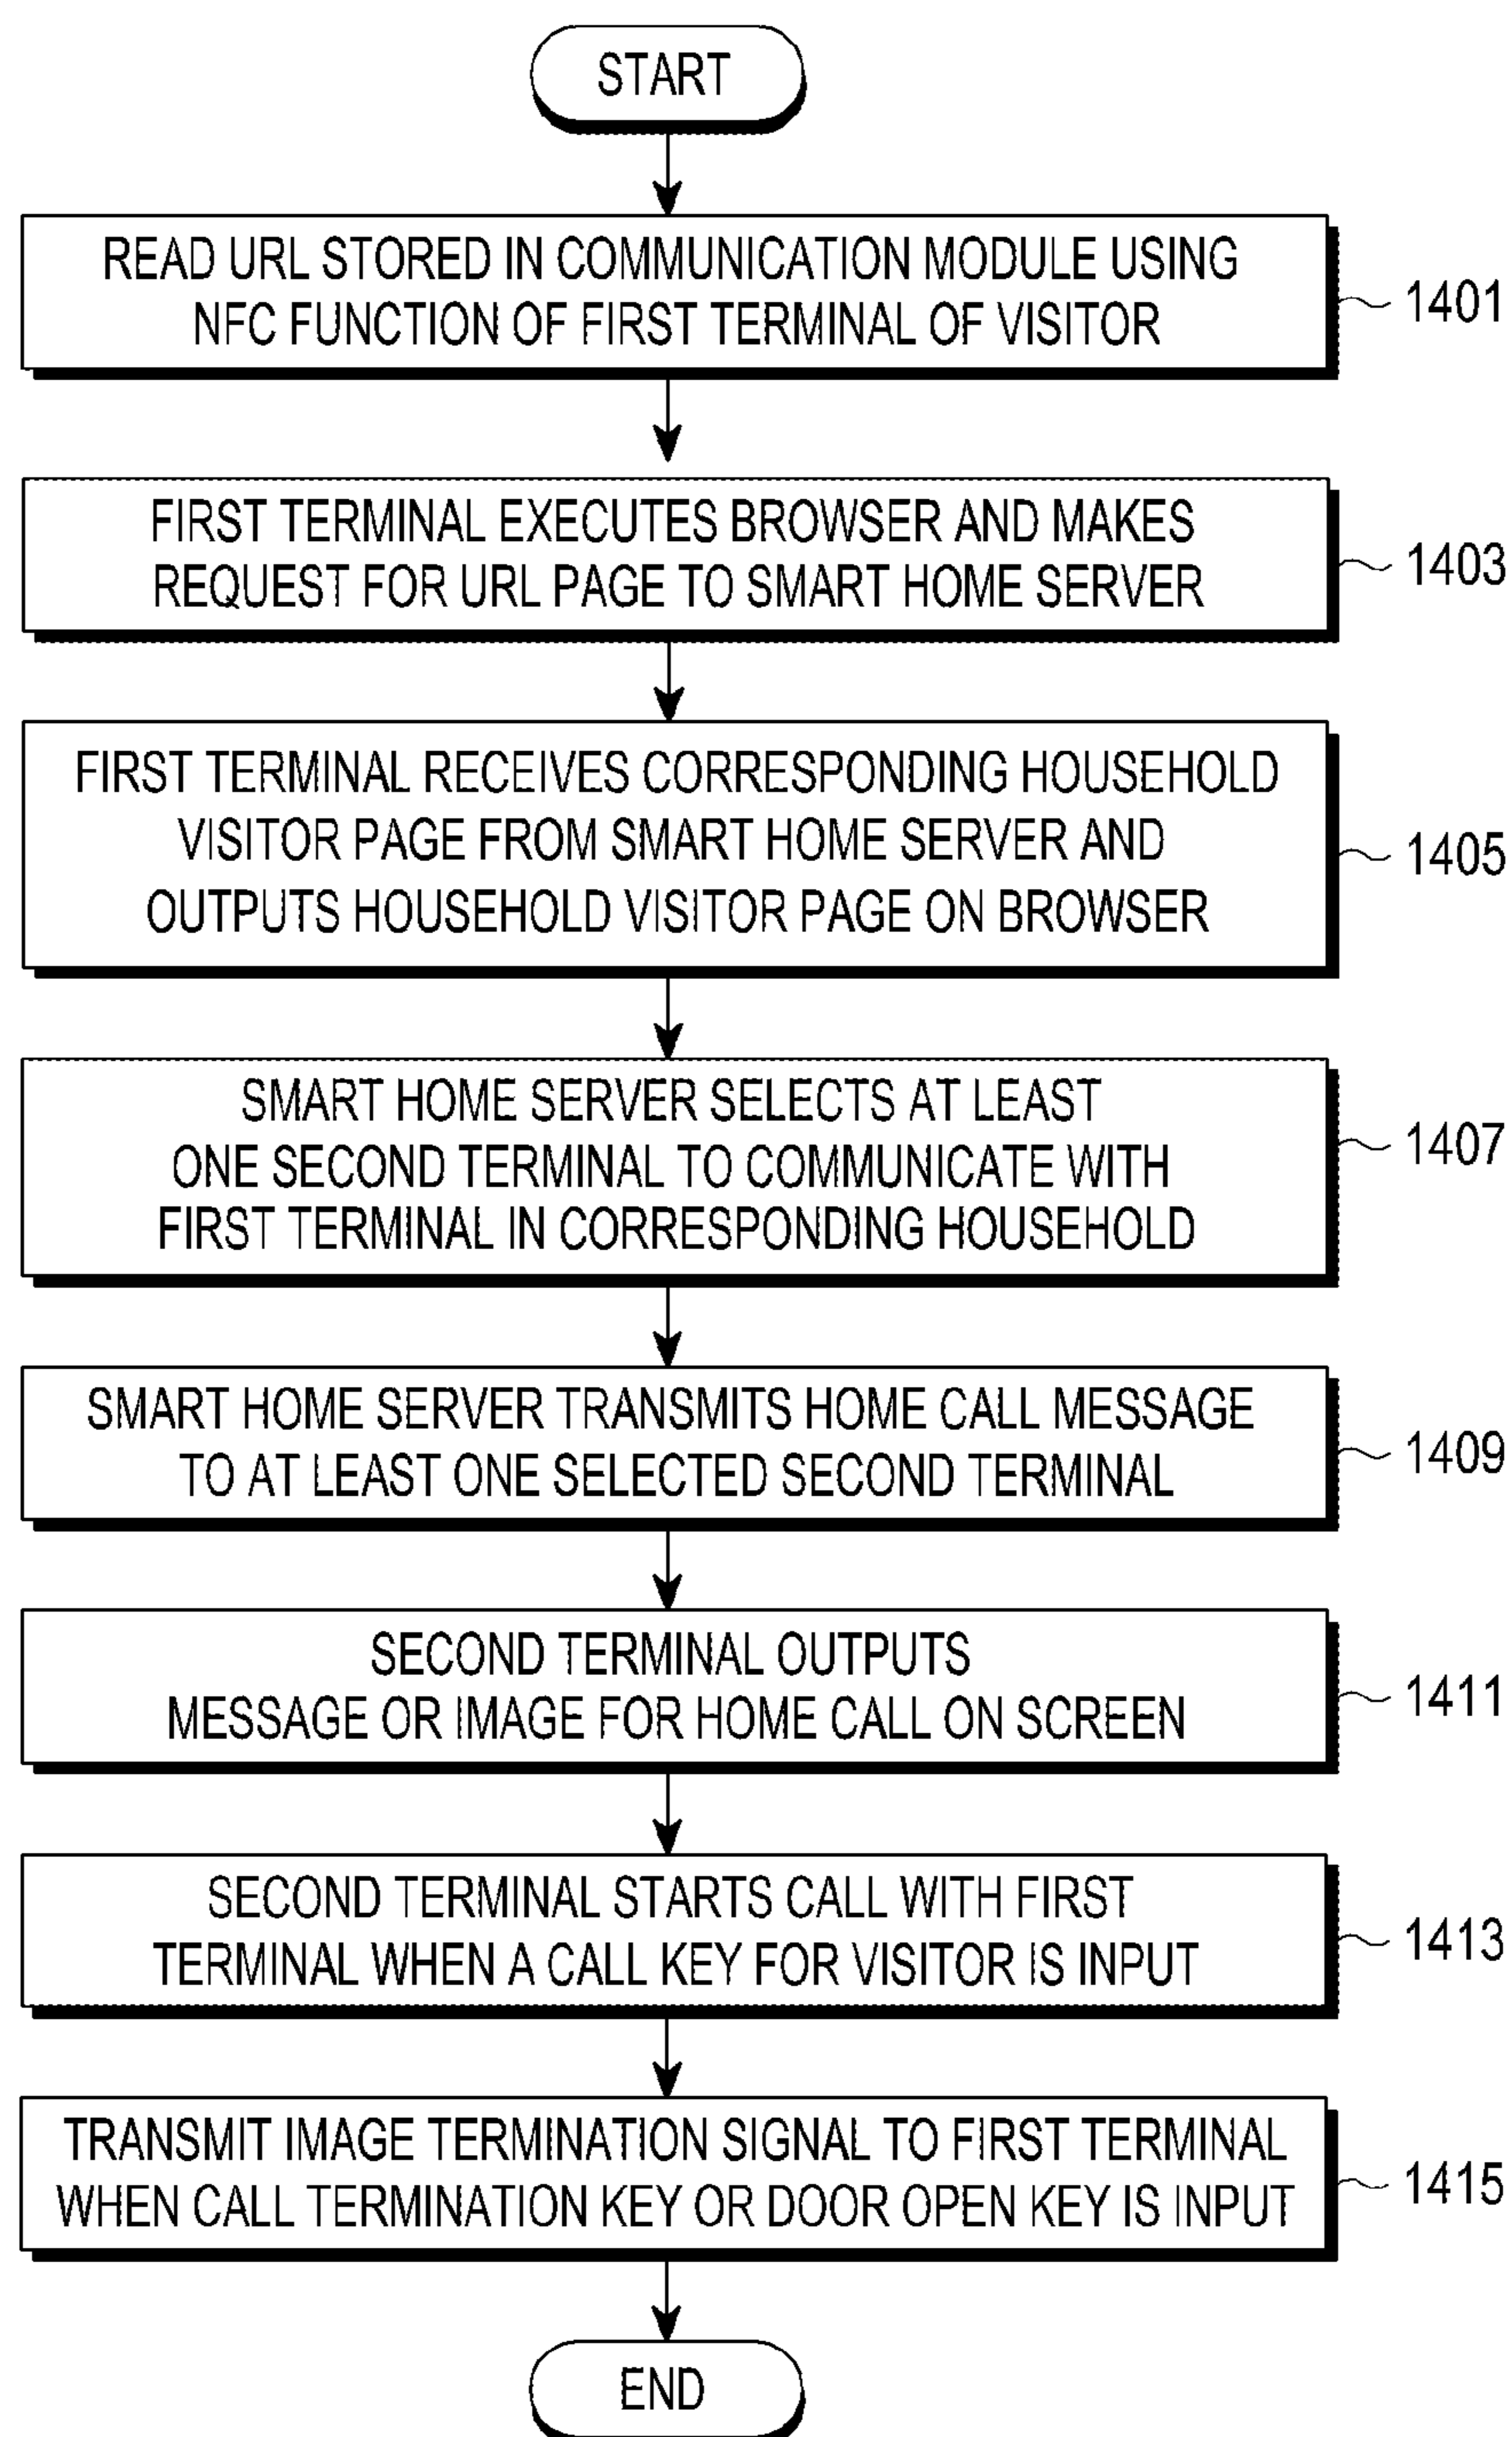 START
READ URL STORED IN COMMUNICATION MODULE USING
NFC FUNCTION OF FIRST TERMINAL OF VISITOR
1401
FIRST TERMINAL EXECUTES BROWSER AND MAKES
REQUEST FOR URL PAGE TO SMART HOME SERVER
1403
FIRST TERMINAL RECEIVES CORRESPONDING HOUSEHOLD
VISITOR PAGE FROM SMART HOME SERVER AND
OUTPUTS HOUSEHOLD VISITOR PAGE ON BROWSER
1405
SMART HOME SERVER SELECTS AT LEAST
ONE SECOND TERMINAL TO COMMUNICATE WITH
FIRST TERMINAL IN CORRESPONDING HOUSEHOLD
1407
SMART HOME SERVER TRANSMITS HOME CALL MESSAGE
TO AT LEAST ONE SELECTED SECOND TERMINAL
1409
SECOND TERMINAL OUTPUTS
MESSAGE OR IMAGE FOR HOME CALL ON SCREEN
1411
SECOND TERMINAL STARTS CALL WITH FIRST
TERMINAL WHEN A CALL KEY FOR VISITOR IS INPUT
1413
TRANSMIT IMAGE TERMINATION SIGNAL TO FIRST TERMINAL
WHEN CALL TERMINATION KEY OR DOOR OPEN KEY IS INPUT
1415
END